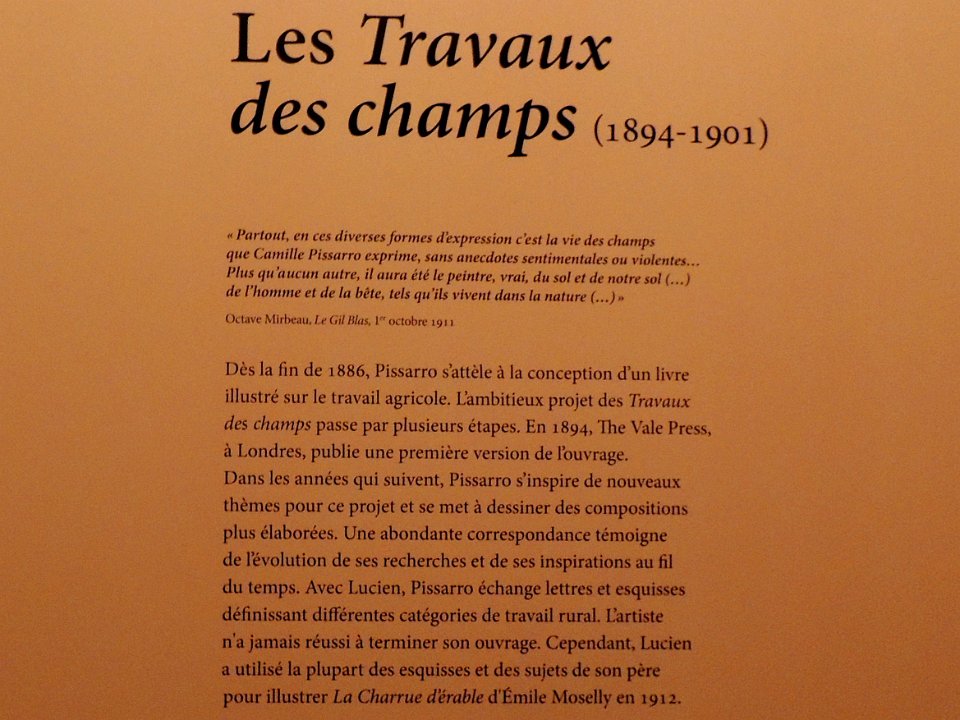 Les Travaux
des champs (1894-1901)
« Partout, en ces diverses formes d'expression c'est la vie des champs
que Camille Pissarro exprime, sans anecdotes sentimentales ou violentes...
Plus qu'aucun autre, il aura été le peintre, vrai, du sol et de notre sol (...)
de l'homme et de la bête, tels qu'ils vivent dans la nature (...) »
Octave Mirbeau, Le Gil Blas, 1er octobre 1911
Dès la fin de 1886, Pissarro s'attèle à la conception d'un livre
illustré sur le travail agricole. L'ambitieux projet des Travaux
des champs passe par plusieurs étapes. En 1894, The Vale Press,
à Londres, publie une première version de l'ouvrage.
Dans les années qui suivent, Pissarro s'inspire de nouveaux
thèmes pour ce projet et se met à dessiner des compositions
plus élaborées. Une abondante correspondance témoigne
de l'évolution de ses recherches et de ses inspirations au fil
du temps. Avec Lucien, Pissarro échange lettres et esquisses
définissant différentes catégories de travail rural. L'artiste
n'a jamais réussi à terminer son ouvrage. Cependant, Lucien
a utilisé la plupart des esquisses et des sujets de son père
pour illustrer La Charrue d'érable d'Émile Moselly en 1912.